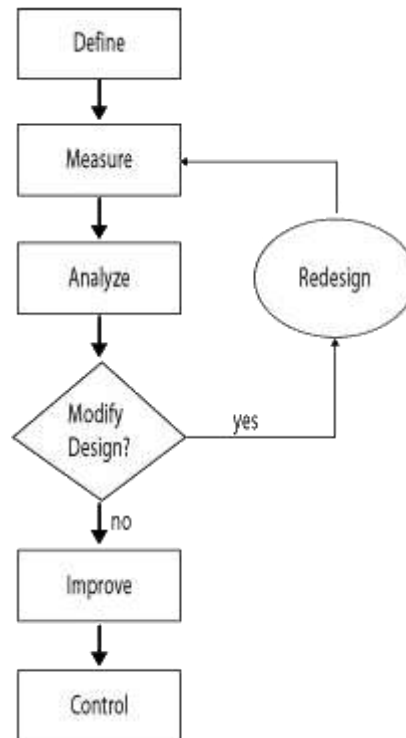 Define
Measure
Analyze
Redesign
Modify
Design?
yes
no
Improve
Control